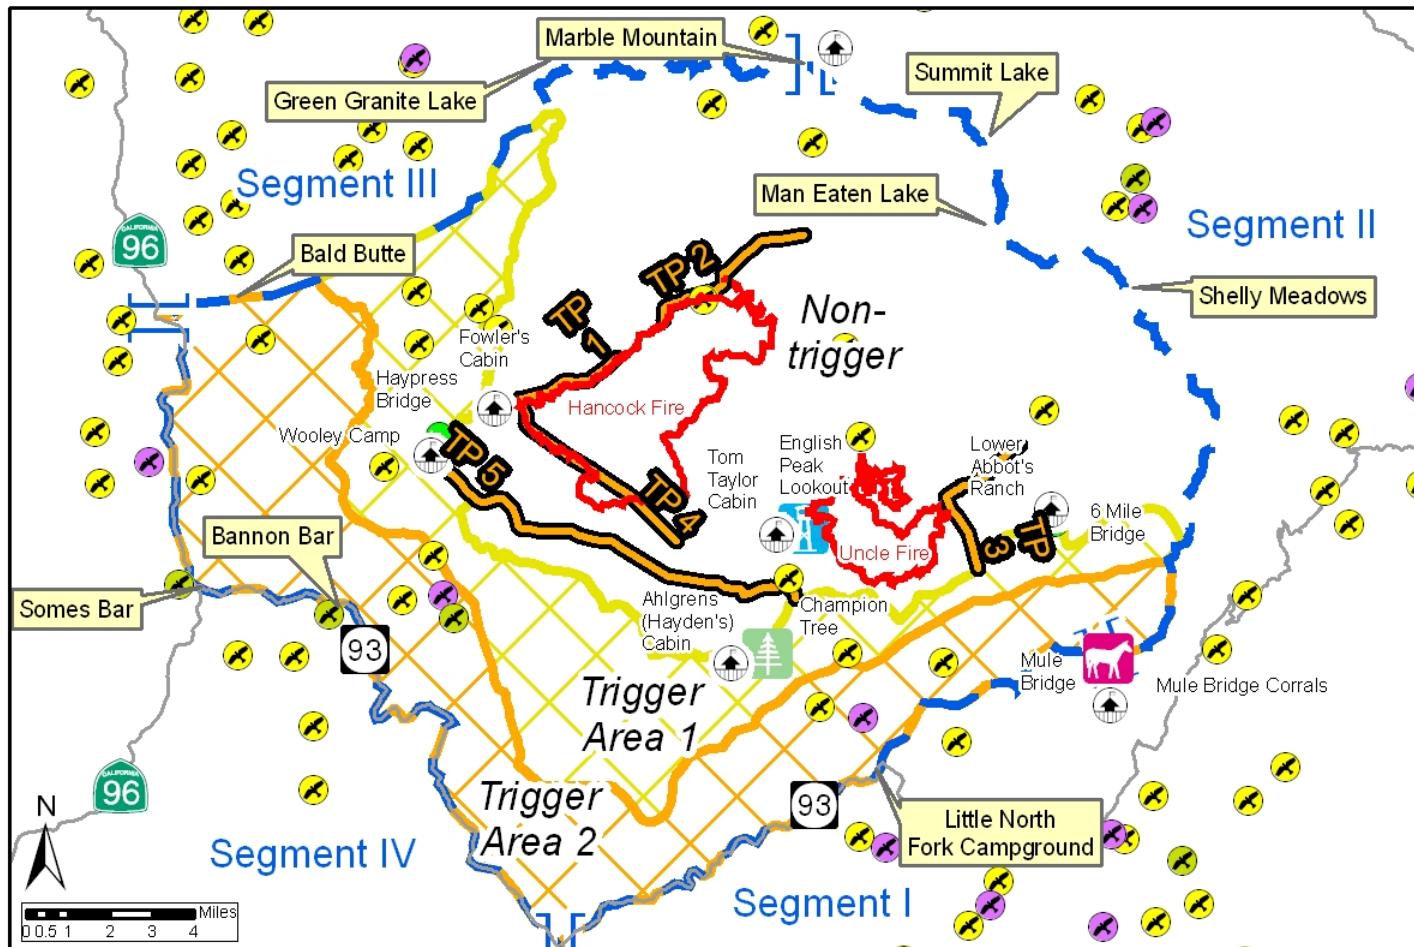 Marble Mountain
Green Granite Lake
Summit Lake
Segment III
Man Eaten Lake
Segment II
CALIFORNIA
96
Bald Butte
TP 2
Shelly Meadows
Non-
trigger
TP
1
Fowler's
Cabin
Haypress
Bridge
Hancock Fire
Wooley Camp
TP 5
English
Peak
Lookout
Lower
Abbot's
Ranch
Tom
Taylor
Cabin
TP 4
6 Mile
Bridge
TP
3
Bannon Bar
Uncle Fire
Somes Bar
Ahlgrens
(Hayden's)
Cabin
Champion
Tree
93
Mule
Bridge
Mule Bridge Corrals
Trigger
Area 1
CALIFORNIA
96
Trigger
Area 2
93
N
Little North
Fork Campground
Segment IV
Segment I
Miles
0 0.5 1 2 3 4